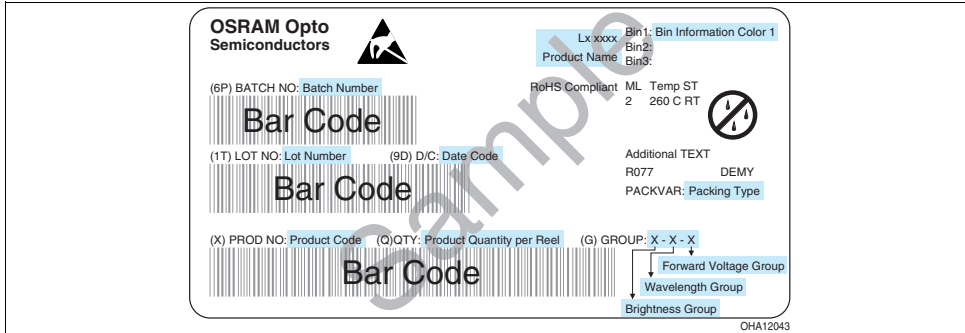 OSRAM Opto
Semiconductors
Lx xxxx
Product Name
Bin1: Bin Information Color 1
Bin2:
Bin3:
(6P) BATCH NO: Batch Number
Bar Code
RoHS Compliant
ML Temp ST
2 260 C RT
(1T) LOT NO: Lot Number (9D) D/C: Date Code
Bar Code
Additional TEXT
R077 DEMY
PACKVAR: Packing Type
(X) PROD NO: Product Code (Q)QTY: Product Quantity per Reel (G) GROUP: X - X - X
Bar Code
Forward Voltage Group
Wavelength Group
Brightness Group
Sample
OHA12043